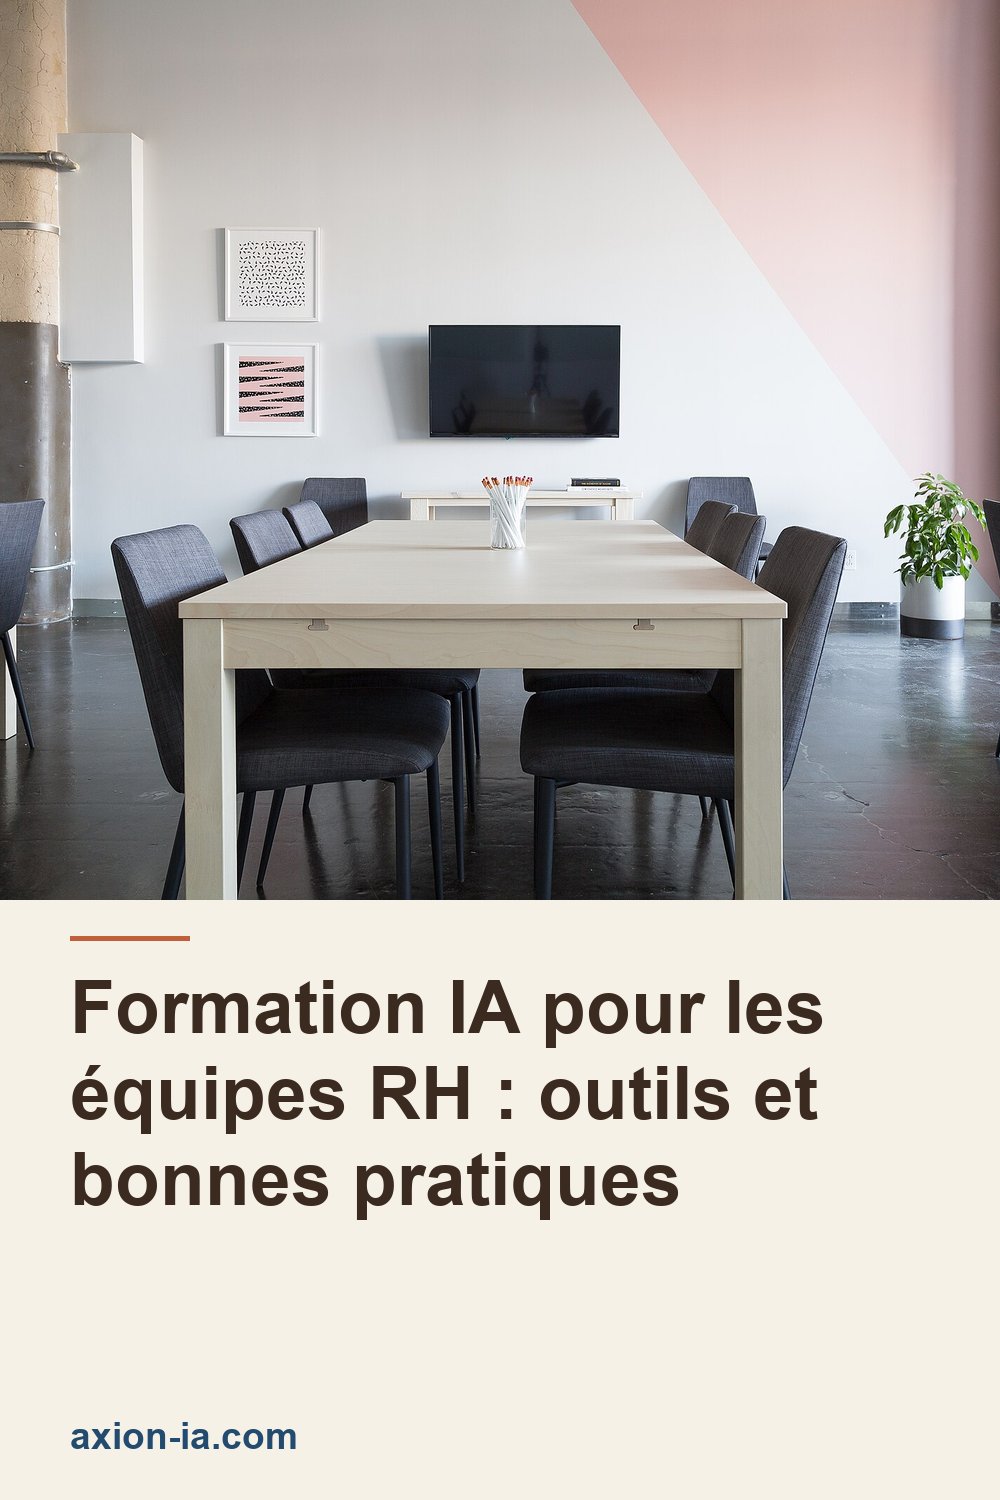 Formation IA pour les
équipes RH : outils et
bonnes pratiques
axion-ia.com